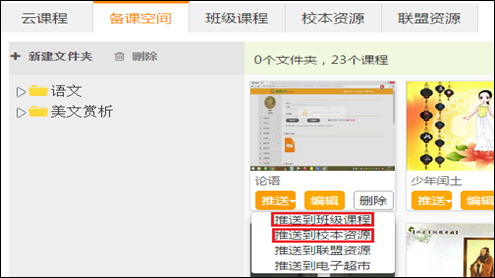 云课程 备课空间 班级课程 校本资源 联盟资源
+ 新建文件夹 删除
0个文件夹，23个课程
语文
美文赏析
论语 少年闰土
推送 编辑 删除 推送
推送到班级课程
推送到校本资源
推送到联盟资源
推送到电子超市